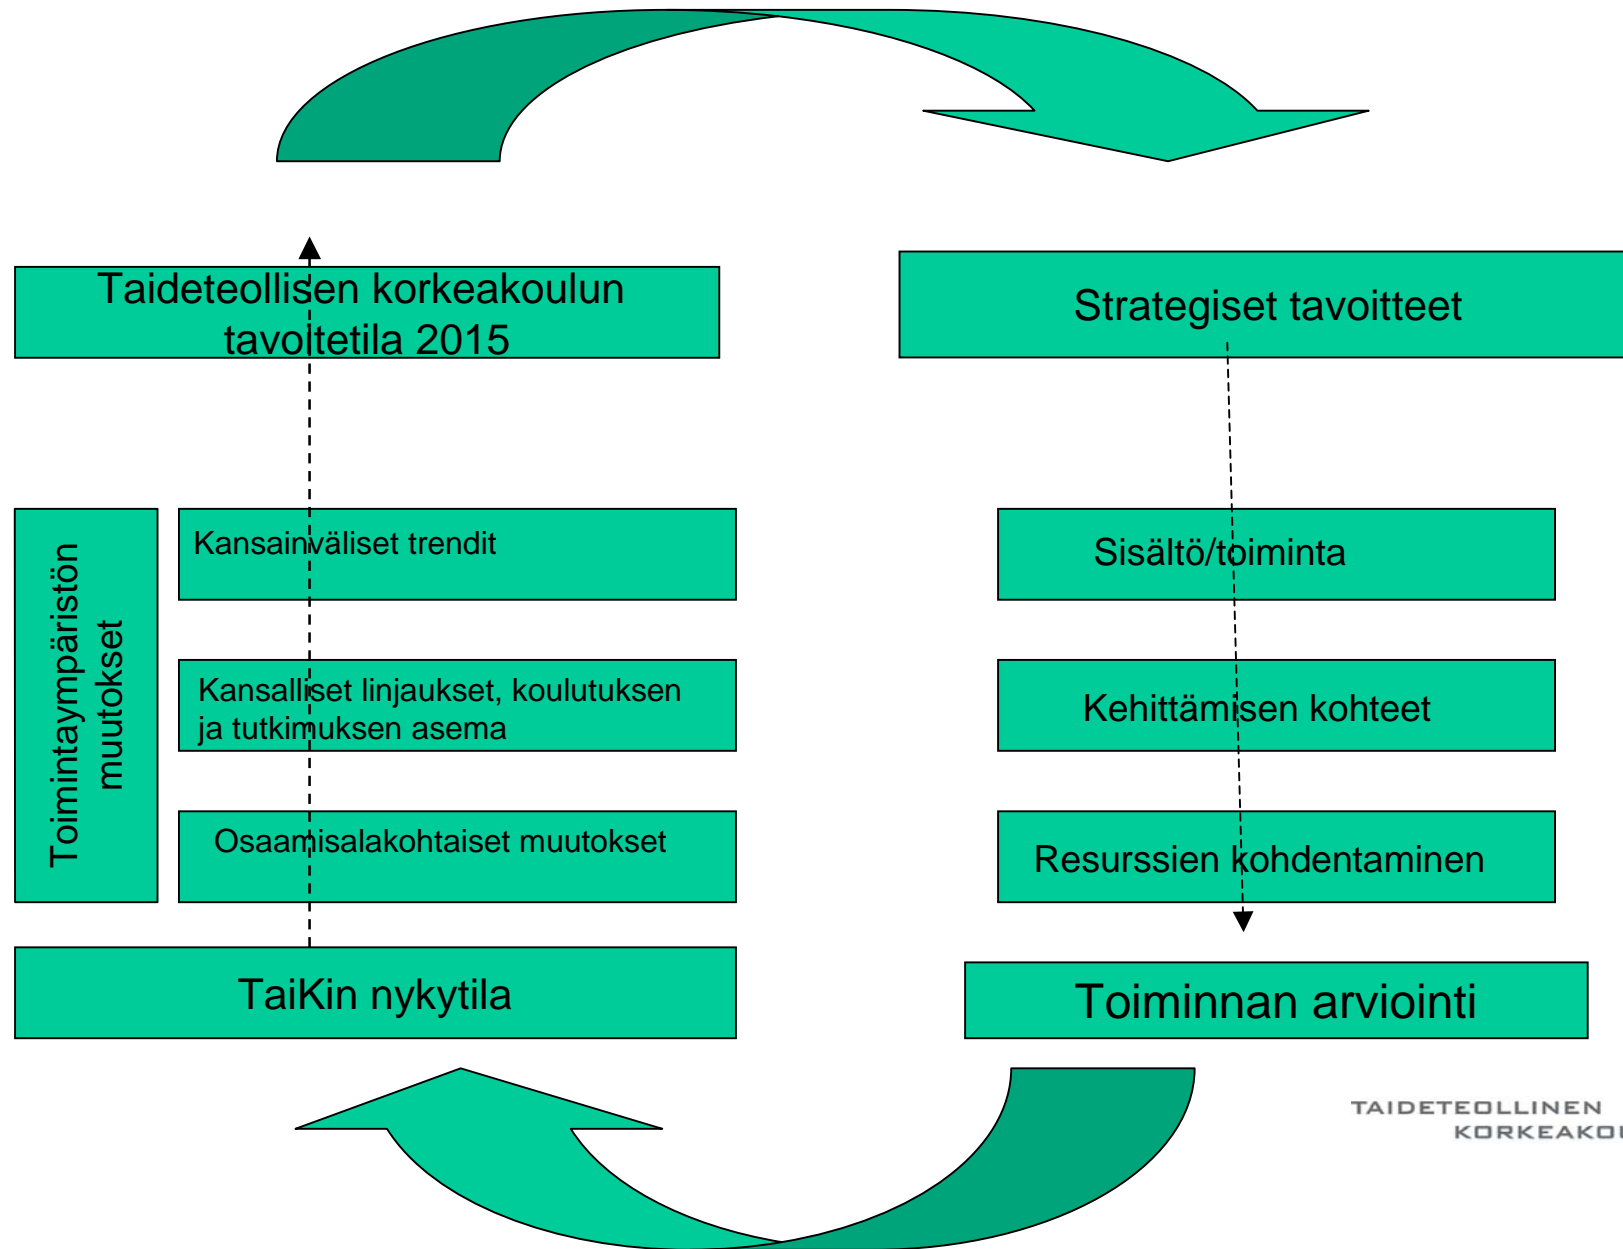 Taideteollisen korkeakoulun
tavoitetila 2015
Strategiset tavoitteet
Toimintaympäristön
muutokset
Kansainväliset trendit
Kansalliset linjaukset, koulutuksen
ja tutkimuksen asema
Osaamisalakohtaiset muutokset
TaiKin nykytila
Sisältö/toiminta
Kehittämisen kohteet
Resurssien kohdentaminen
Toiminnan arviointi
TAIDETEOLLINEN